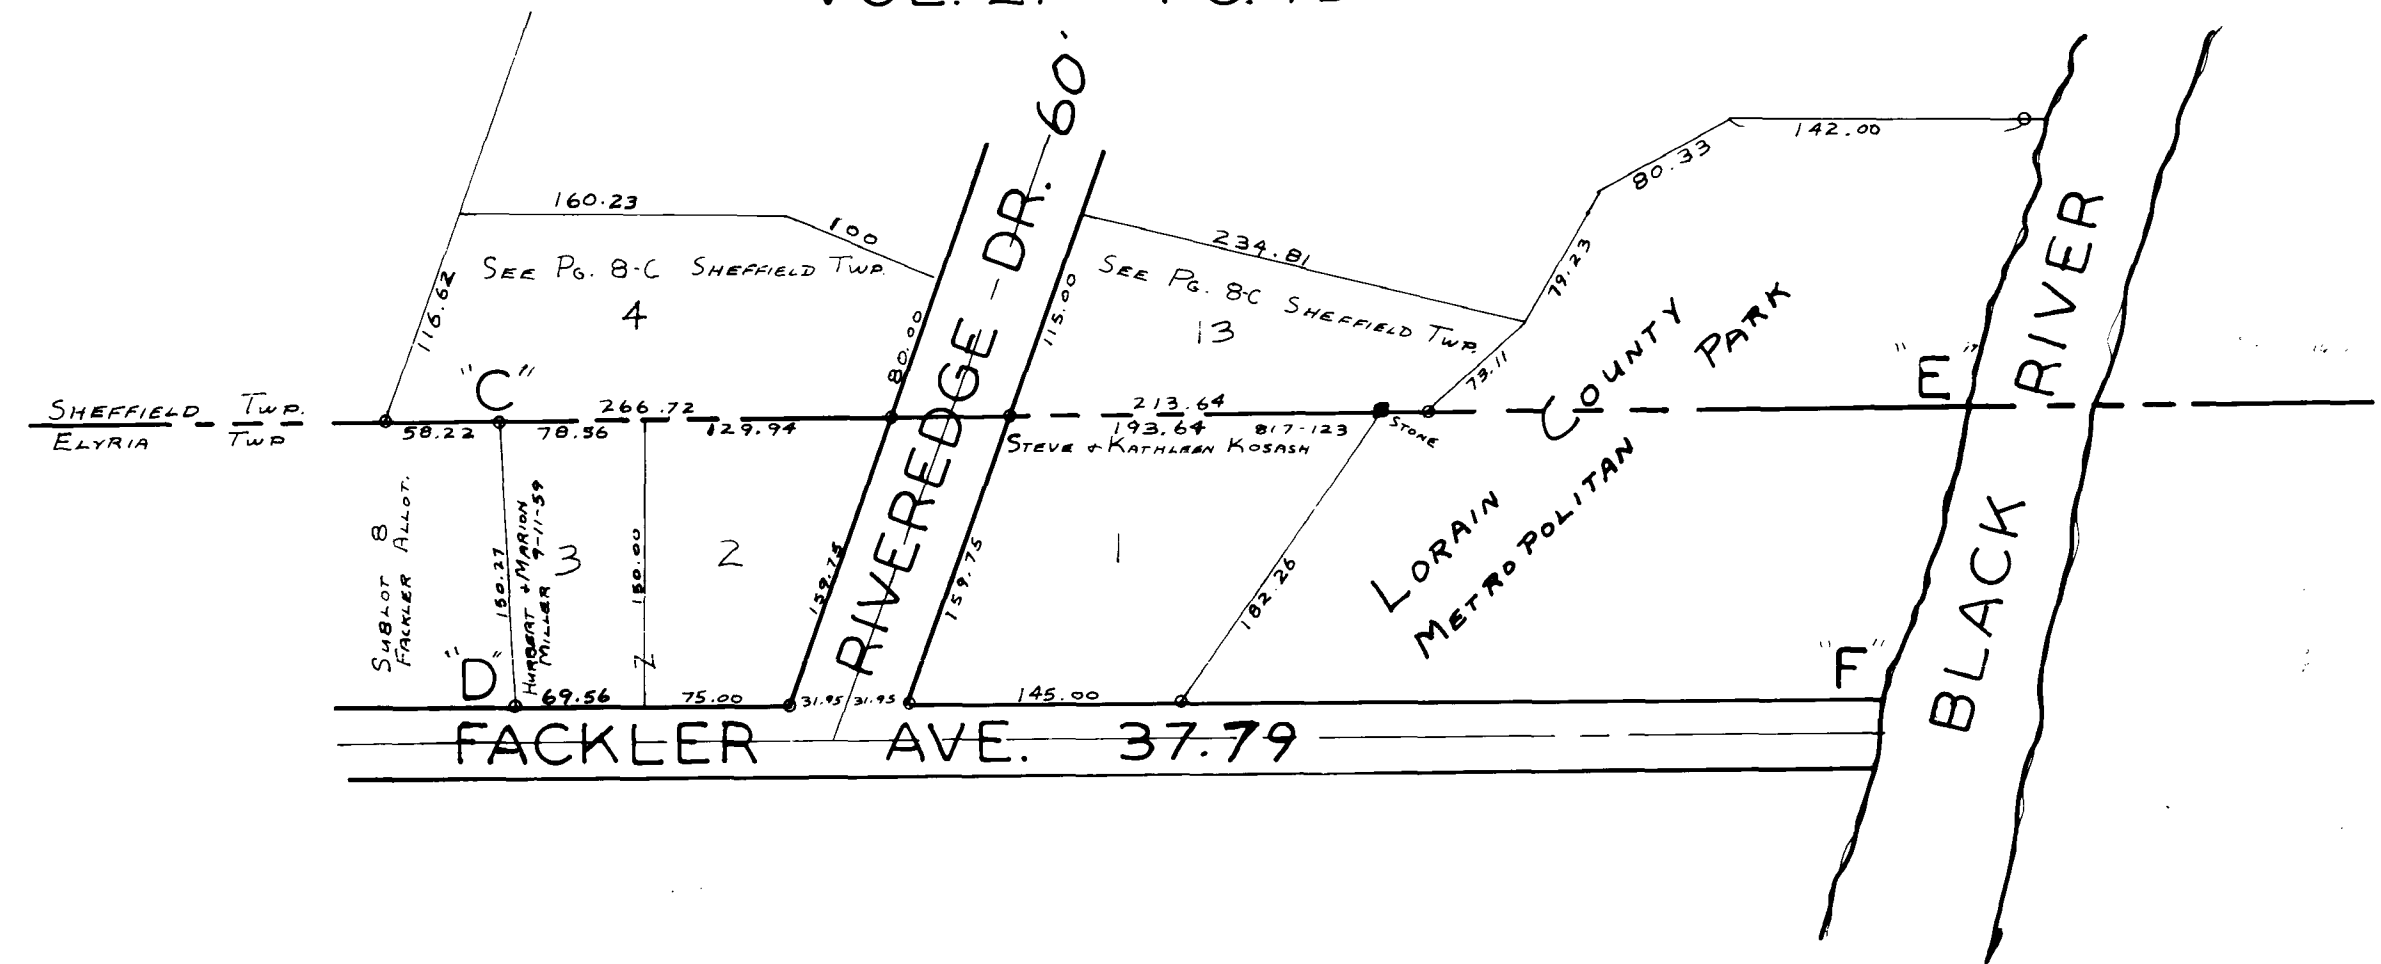 60'
142.00
80.33
160.23
100
RIVEREDGE - DR.
234.81
79.23
SEE PG. 8-C SHEFFIELD TWP.
4
116.62
80.00
115.00
SEE PG. 8-C SHEFFIELD TWP.
13
73.11
"C"
"E"
SHEFFIELD TWP.
ELYRIA TWP
58.22
78.56
266.72
129.94
213.64
193.64
817-123
STONE
STEVE + KATHLEEN KOSASH
LORAIN COUNTY
METROPOLITAN PARK
BLACK RIVER
SUBLOT 8
FACKLER ALLOT.
150.27
HURBERT + MARION
MILLER 9-11-59
3
150.00
2
159.75
159.75
1
182.26
"D"
"F"
69.56
75.00
31.95
31.95
145.00
FACKLER AVE. 37.79